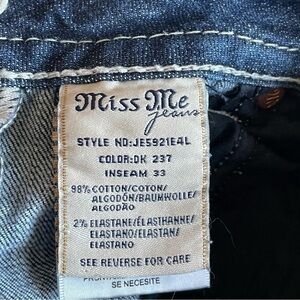 Miss Me
jeans
STYLE NO:JE5921E4L
COLOR:DK 237
INSEAM 33
98% COTTON/COTON/
ALGODÓN/BAUMWOLLE/
ALGODÃO
2% ELASTANE/ÉLASTHANNE/
ELASTANO/ELASTAN/
ELASTANO
SEE REVERSE FOR CARE
SE NECESITE